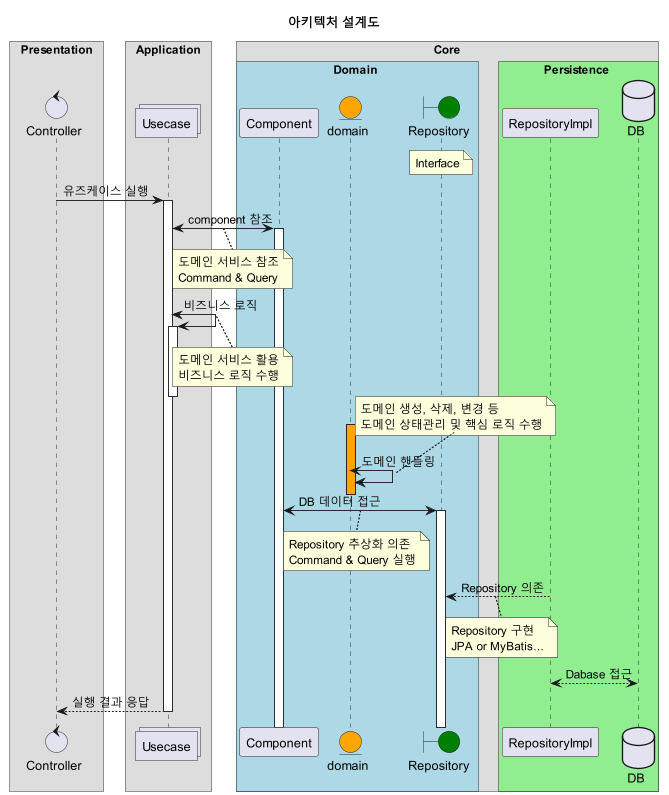 아키텍처 설계도
Presentation
Application
Core
Domain
Persistence
Controller
Usecase
Component
domain
Repository
RepositoryImpl
DB
Interface
유즈케이스 실행
component 참조
도메인 서비스 참조
Command & Query
비즈니스 로직
도메인 서비스 활용
비즈니스 로직 수행
도메인 생성, 삭제, 변경 등
도메인 상태관리 및 핵심 로직 수행
도메인 핸들링
DB 데이터 접근
Repository 추상화 의존
Command & Query 실행
Repository 의존
Repository 구현
JPA or MyBatis...
Dabase 접근
실행 결과 응답
Controller
Usecase
Component
domain
Repository
RepositoryImpl
DB